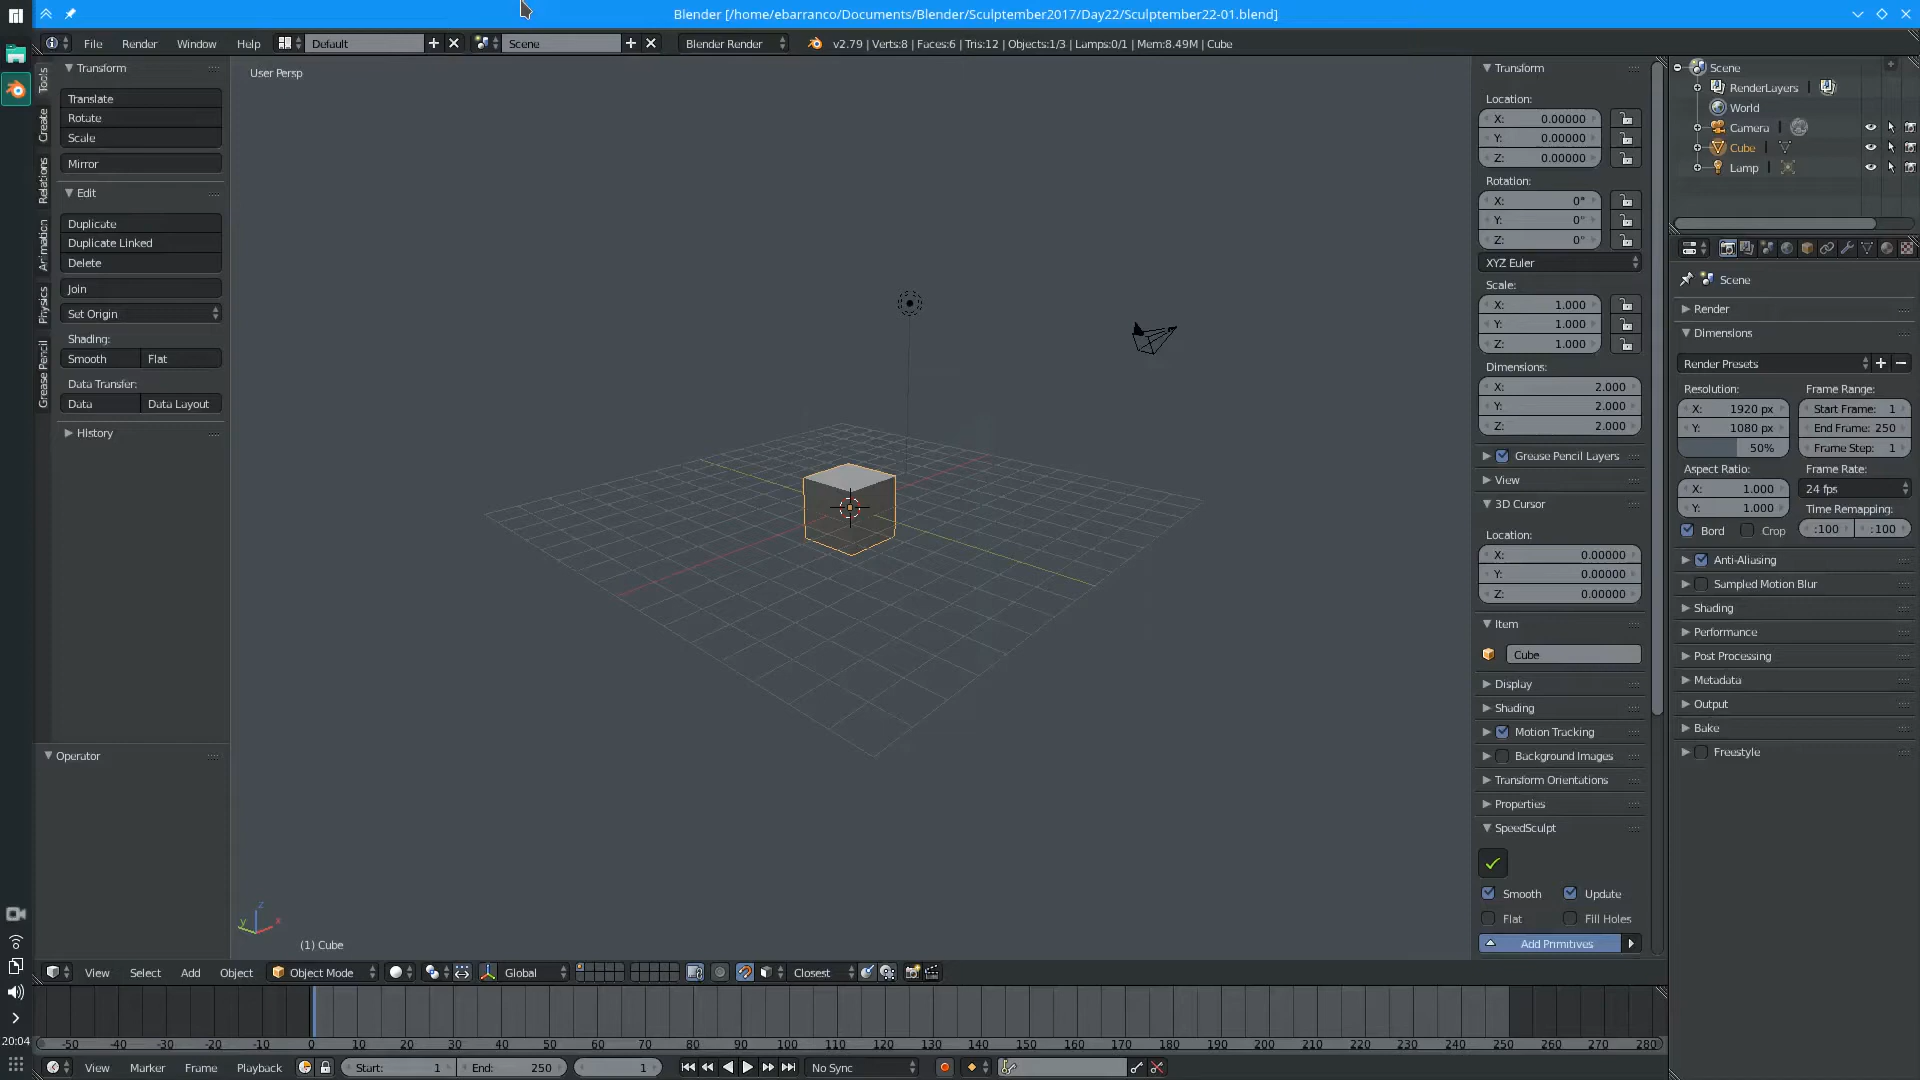 Blender [/home/ebarranco/Documents/Blender/Sculptember2017/Day22/Sculptember22-01.blend]
File Render Window Help Default Scene Blender Render v2.79 | Verts:8 | Faces:6 | Tris:12 | Objects:1/3 | Lamps:0/1 | Mem:8.49M | Cube
Tools
Create
Relations
Animation
Physics
Grease Pencil
Transform
Translate
Rotate
Scale
Mirror
Edit
Duplicate
Duplicate Linked
Delete
Join
Set Origin
Shading:
Smooth Flat
Data Transfer:
Data Data Layout
History
Operator
User Persp
z
y x
(1) Cube
Transform
Location:
X: 0.00000
Y: 0.00000
Z: 0.00000
Rotation:
X: 0°
Y: 0°
Z: 0°
XYZ Euler
Scale:
X: 1.000
Y: 1.000
Z: 1.000
Dimensions:
X: 2.000
Y: 2.000
Z: 2.000
Grease Pencil Layers
View
3D Cursor
Location:
X: 0.00000
Y: 0.00000
Z: 0.00000
Item
Cube
Display
Shading
Motion Tracking
Background Images
Transform Orientations
Properties
SpeedSculpt
Smooth Update
Flat Fill Holes
Add Primitives
Scene
RenderLayers
World
Camera
Cube
Lamp
Scene
Render
Dimensions
Render Presets
Resolution: Frame Range:
X: 1920 px Start Frame: 1
Y: 1080 px End Frame: 250
50% Frame Step: 1
Aspect Ratio: Frame Rate:
X: 1.000 24 fps
Y: 1.000 Time Remapping:
Bord Crop :100 :100
Anti-Aliasing
Sampled Motion Blur
Shading
Performance
Post Processing
Metadata
Output
Bake
Freestyle
View Select Add Object Object Mode Global Closest
-50 -40 -30 -20 -10 0 10 20 30 40 50 60 70 80 90 100 110 120 130 140 150 160 170 180 190 200 210 220 230 240 250 260 270 280
View Marker Frame Playback Start: 1 End: 250 1 No Sync
20:04